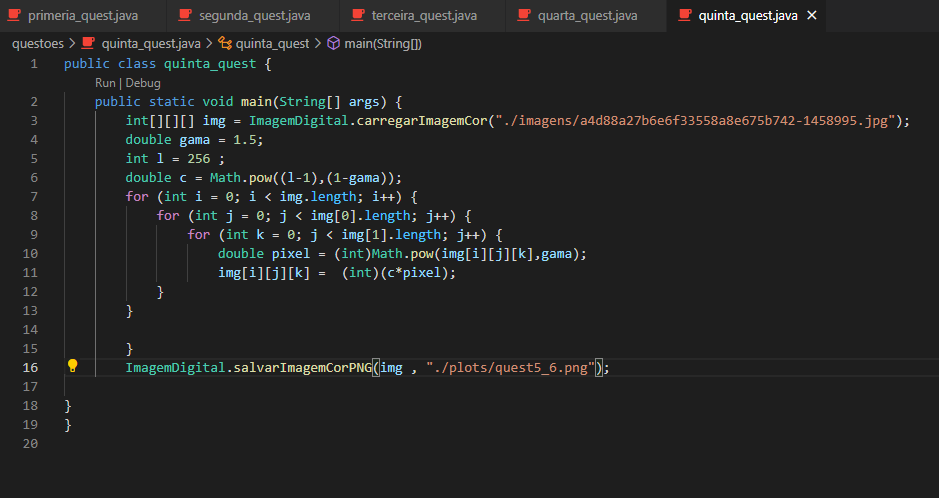 primeria_quest.java segunda_quest.java terceira_quest.java quarta_quest.java quinta_quest.java ×
questoes > quinta_quest.java > quinta_quest > main(String[])
1 public class quinta_quest {
Run | Debug
2 public static void main(String[] args) {
3 int[][][] img = ImagemDigital.carregarImagemCor("./imagens/a4d88a27b6e6f33558a8e675b742-1458995.jpg");
4 double gama = 1.5;
5 int l = 256 ;
6 double c = Math.pow((l-1),(1-gama));
7 for (int i = 0; i < img.length; i++) {
8 for (int j = 0; j < img[0].length; j++) {
9 for (int k = 0; j < img[1].length; j++) {
10 double pixel = (int)Math.pow(img[i][j][k],gama);
11 img[i][j][k] = (int)(c*pixel);
12 }
13 }
14
15 }
16 ImagemDigital.salvarImagemCorPNG(img , "./plots/quest5_6.png");
17
18 }
19 }
20